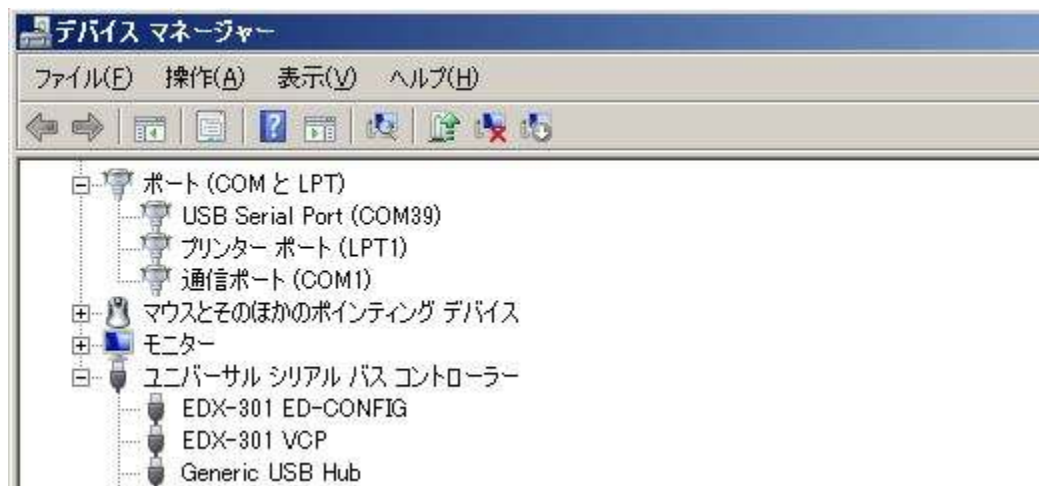 デバイス マネージャー
ファイル(F) 操作(A) 表示(V) ヘルプ(H)
ポート (COM と LPT)
USB Serial Port (COM39)
プリンター ポート (LPT1)
通信ポート (COM1)
マウスとそのほかのポインティング デバイス
モニター
ユニバーサル シリアル バス コントローラー
EDX-301 ED-CONFIG
EDX-301 VCP
Generic USB Hub